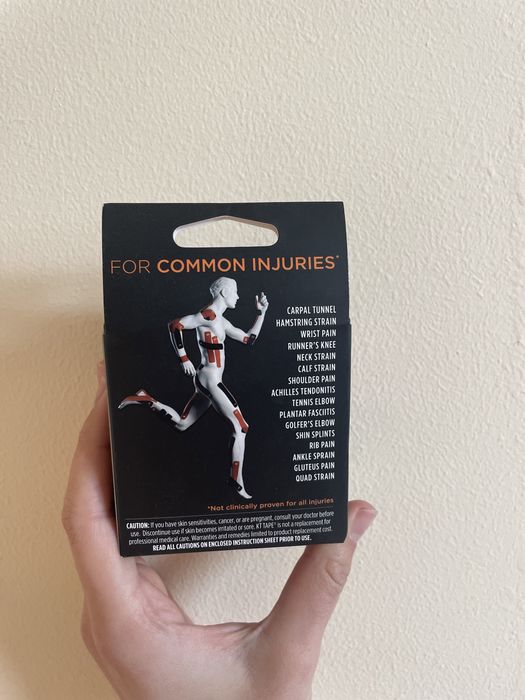 FOR COMMON INJURIES*
CARPAL TUNNEL
HAMSTRING STRAIN
WRIST PAIN
RUNNER'S KNEE
NECK STRAIN
CALF STRAIN
SHOULDER PAIN
ACHILLES TENDONITIS
TENNIS ELBOW
PLANTAR FASCIITIS
GOLFER'S ELBOW
SHIN SPLINTS
RIB PAIN
ANKLE SPRAIN
GLUTEUS PAIN
QUAD STRAIN
*Not clinically proven for all injuries
CAUTION: If you have skin sensitivities, cancer, or are pregnant, consult your doctor before
use. Discontinue use if skin becomes irritated or sore. KT TAPE® is not a replacement for
professional medical care. Warranties and remedies limited to product replacement cost.
READ ALL CAUTIONS ON ENCLOSED INSTRUCTION SHEET PRIOR TO USE.